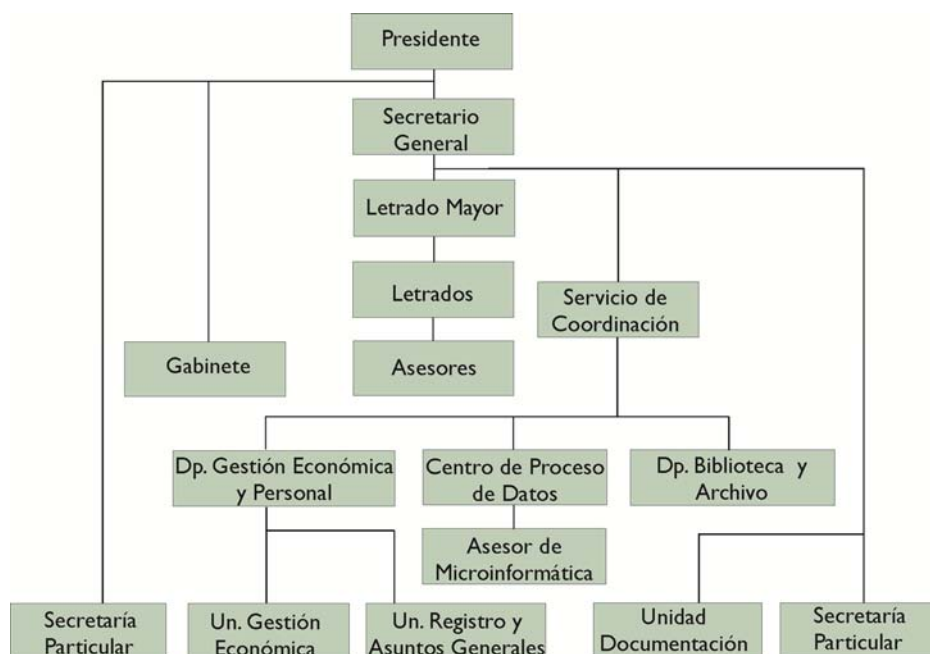 Presidente
Secretario
General
Letrado Mayor
Letrados
Servicio de
Coordinación
Gabinete
Asesores
Dp. Gestión Económica
y Personal
Centro de Proceso
de Datos
Dp. Biblioteca y
Archivo
Asesor de
Microinformática
Secretaría
Particular
Un. Gestión
Económica
Un. Registro y
Asuntos Generales
Unidad
Documentación
Secretaría
Particular